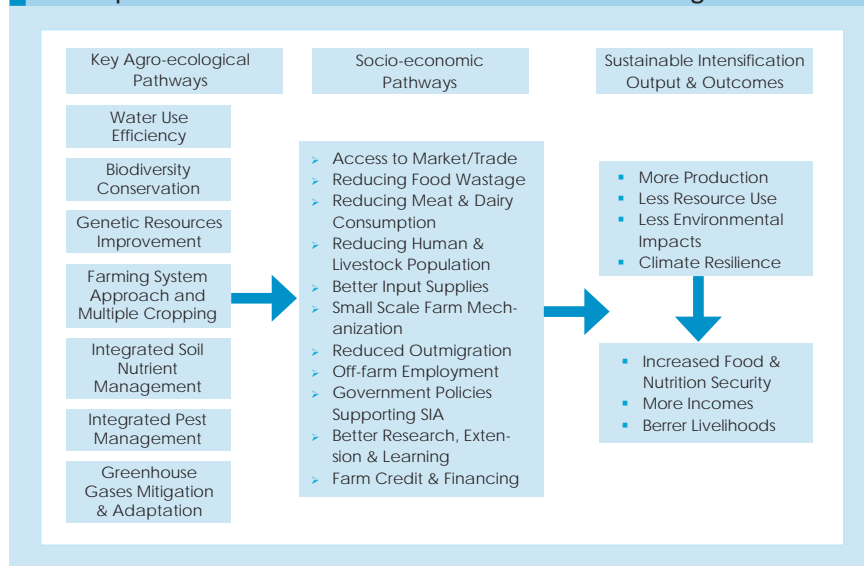 Key Agro-ecological
Pathways
Water Use
Efficiency
Biodiversity
Conservation
Genetic Resources
Improvement
Farming System
Approach and
Multiple Cropping
Integrated Soil
Nutrient
Management
Integrated Pest
Management
Greenhouse
Gases Mitigation
& Adaptation
Socio-economic
Pathways
➢ Access to Market/Trade
➢ Reducing Food Wastage
➢ Reducing Meat & Dairy
Consumption
➢ Reducing Human &
Livestock Population
➢ Better Input Supplies
➢ Small Scale Farm Mech-
anization
➢ Reduced Outmigration
➢ Off-farm Employment
➢ Government Policies
Supporting SIA
➢ Better Research, Exten-
sion & Learning
➢ Farm Credit & Financing
Sustainable Intensification
Output & Outcomes
▪ More Production
▪ Less Resource Use
▪ Less Environmental
Impacts
▪ Climate Resilience
▪ Increased Food &
Nutrition Security
▪ More Incomes
▪ Berrer Livelihoods